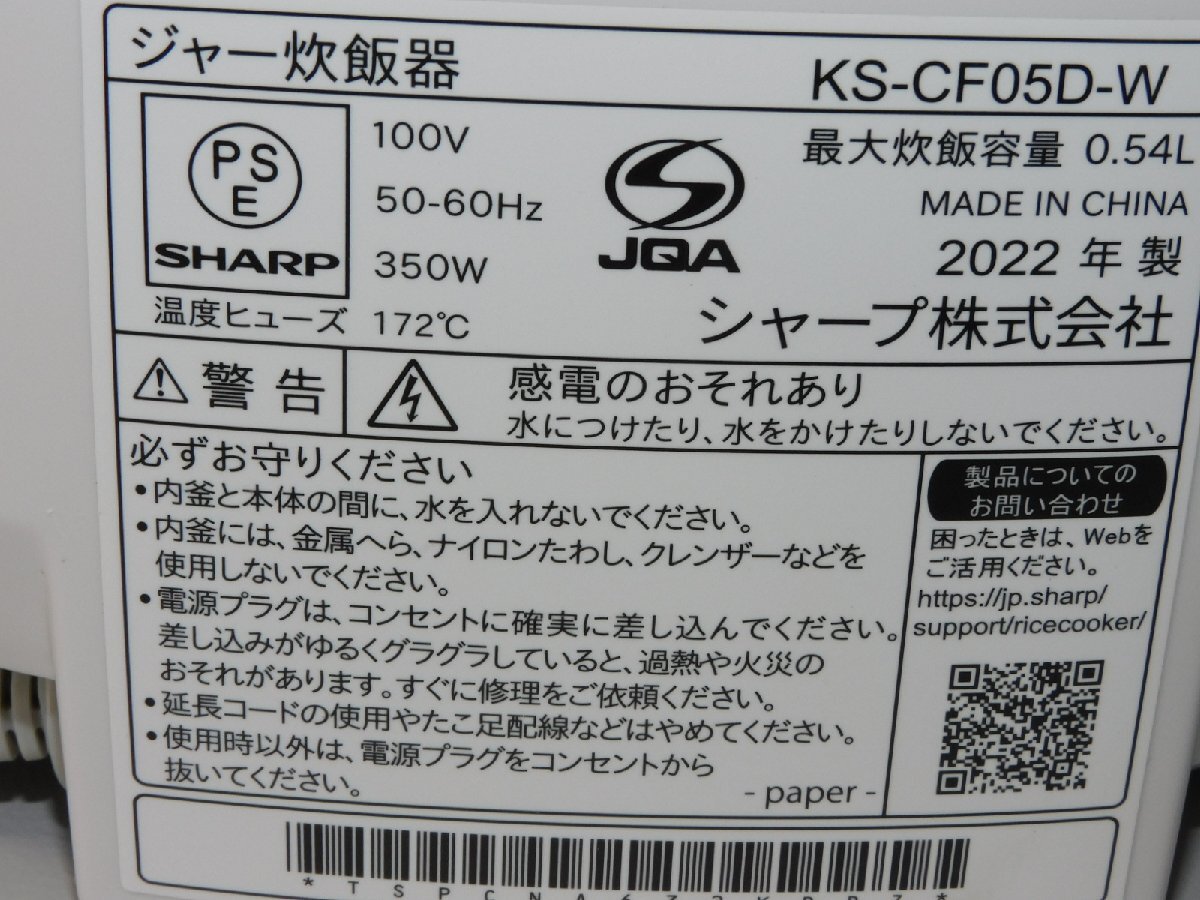 ジャー炊飯器
KS-CF05D-W
PS
E
SHARP
100V
50-60Hz
350W
温度ヒューズ 172℃
JQA
最大炊飯容量 0.54L
MADE IN CHINA
2022 年 製
シャープ株式会社
警 告
感電のおそれあり
水につけたり、水をかけたりしないでください。
必ずお守りください
•内釜と本体の間に、水を入れないでください。
•内釜には、金属へら、ナイロンたわし、クレンザーなどを
使用しないでください。
•電源プラグは、コンセントに確実に差し込んでください。
差し込みがゆるくグラグラしていると、過熱や火災の
おそれがあります。すぐに修理をご依頼ください。
•延長コードの使用やたこ足配線などはやめてください。
•使用時以外は、電源プラグをコンセントから
抜いてください。
- paper -
製品についての
お問い合わせ
困ったときは、Webを
ご活用ください。
https://jp.sharp/
support/ricecooker/